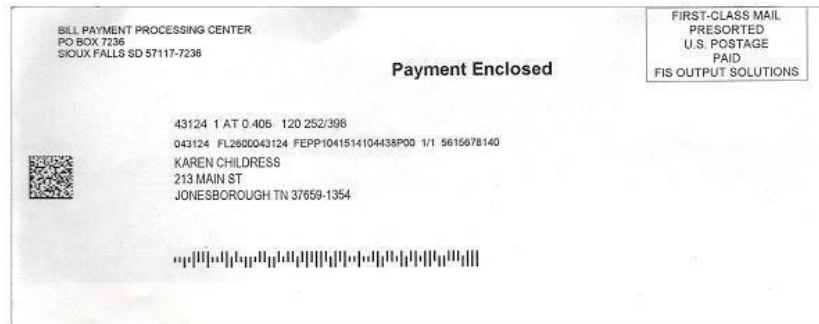 BILL PAYMENT PROCESSING CENTER
PO BOX 7236
SIOUX FALLS SD 57117-7236
FIRST-CLASS MAIL
PRESORTED
U.S. POSTAGE
PAID
FIS OUTPUT SOLUTIONS
Payment Enclosed
43124 1 AT 0.406 120 252/398
043124 FL2600043124 FEPP1041514104438P00 1/1 5615678140
KAREN CHILDRESS
213 MAIN ST
JONESBOROUGH TN 37659-1354